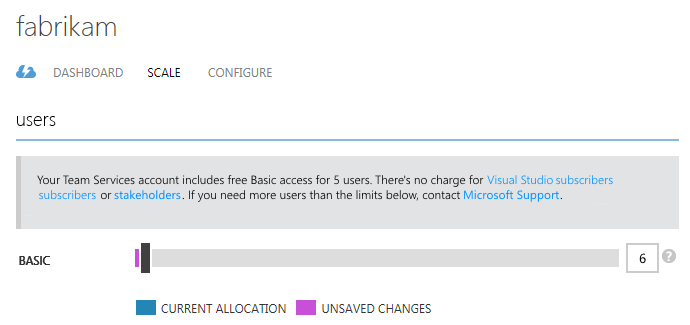 fabrikam
DASHBOARD SCALE CONFIGURE
users
Your Team Services account includes free Basic access for 5 users. There's no charge for Visual Studio subscribers
subscribers or stakeholders. If you need more users than the limits below, contact Microsoft Support.
BASIC 6 ?
CURRENT ALLOCATION UNSAVED CHANGES